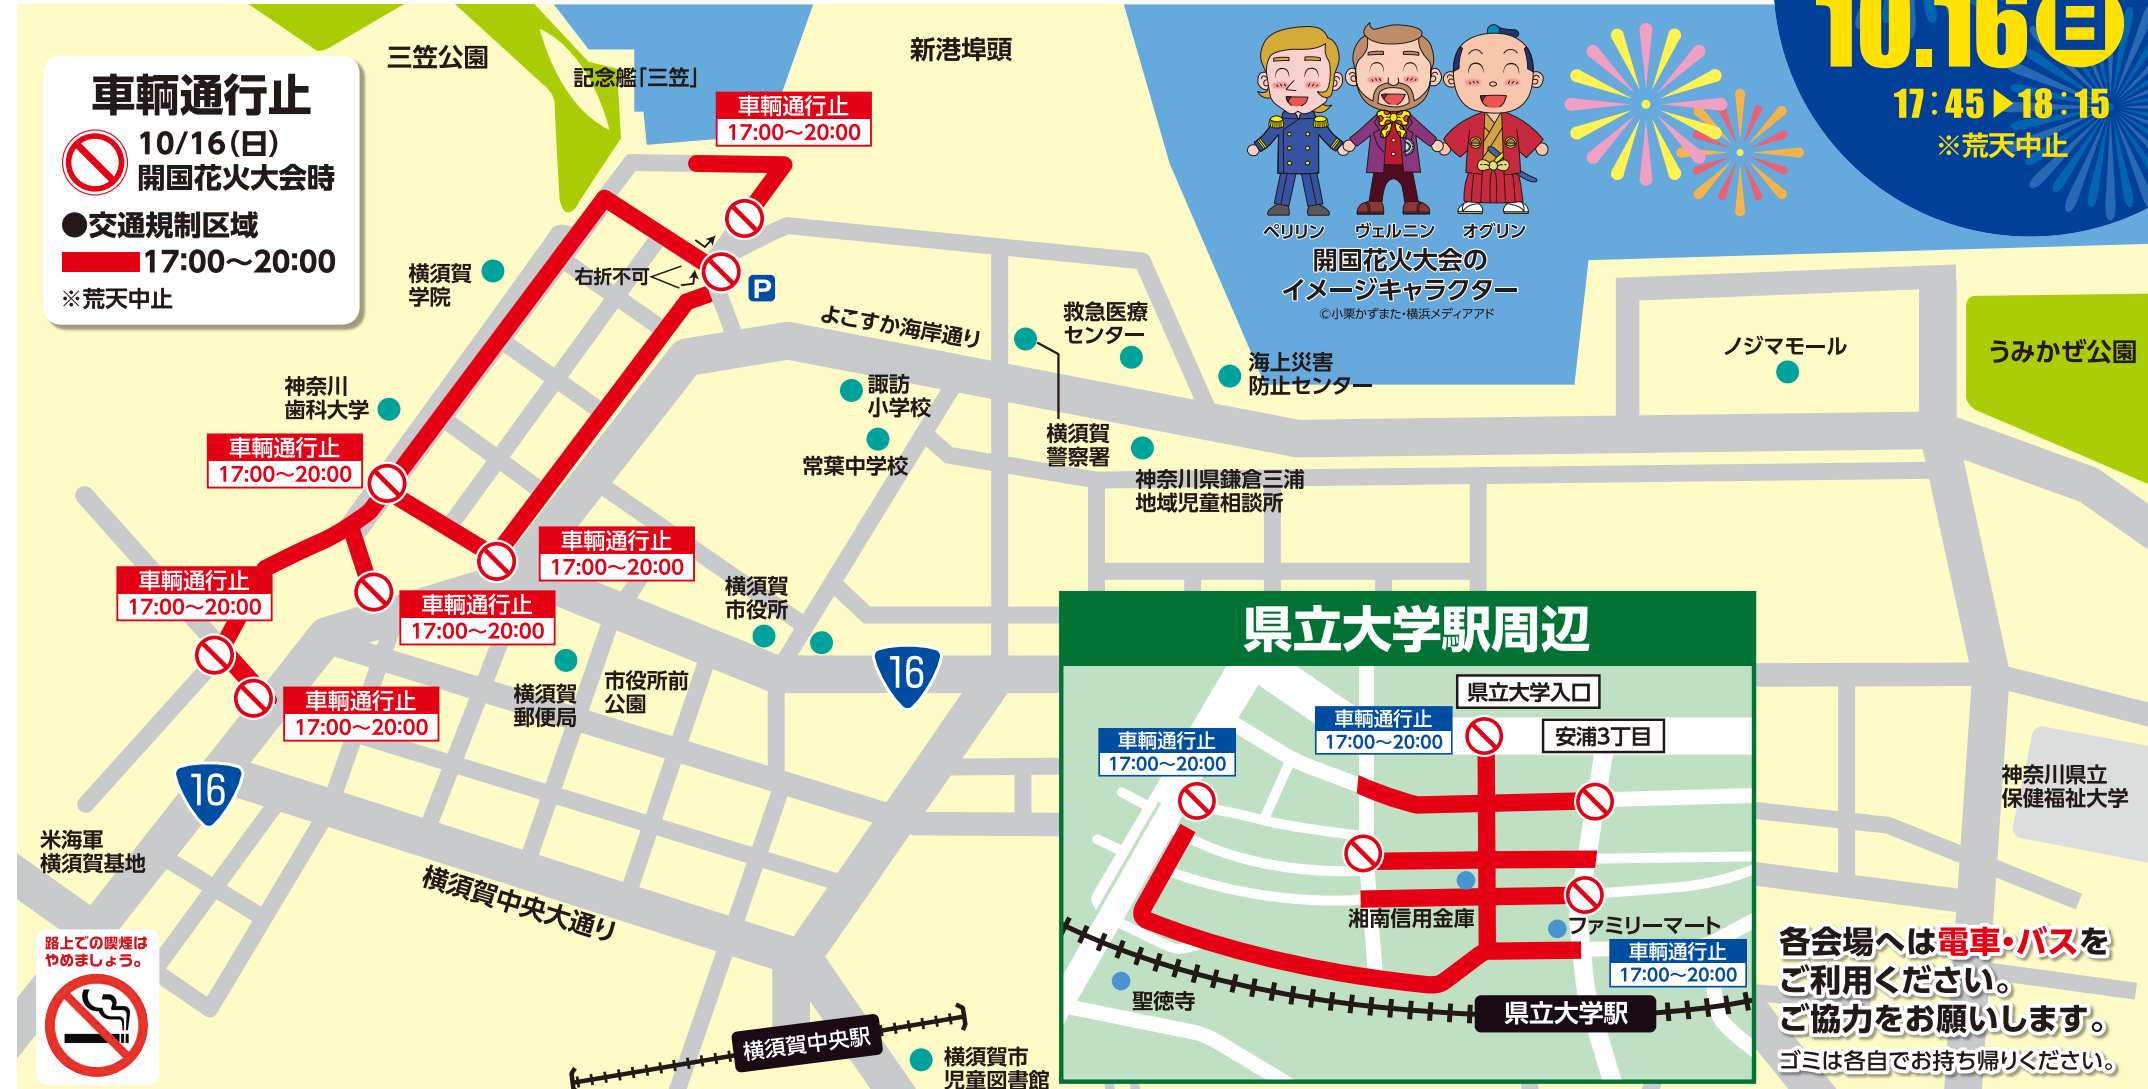 車輌通行止
10/16(日)
開国花火大会時
●交通規制区域
17:00～20:00
※荒天中止
三笠公園
記念艦「三笠」
新港埠頭
車輌通行止
17:00～20:00
10.16日
17:45▶18:15
※荒天中止
ペリリン
ヴェルニン
オグリン
開国花火大会の
イメージキャラクター
©小栗かずまた・横浜メディアアド
横須賀
学院
右折不可
P
よこすか海岸通り
救急医療
センター
海上災害
防止センター
ノジマモール
うみかぜ公園
神奈川
歯科大学
諏訪
小学校
常葉中学校
横須賀
警察署
神奈川県鎌倉三浦
地域児童相談所
車輌通行止
17:00～20:00
車輌通行止
17:00～20:00
車輌通行止
17:00～20:00
車輌通行止
17:00～20:00
車輌通行止
17:00～20:00
横須賀
市役所
横須賀
郵便局
市役所前
公園
16
16
米海軍
横須賀基地
横須賀中央大通り
路上での喫煙は
やめましょう。
横須賀中央駅
横須賀市
児童図書館
県立大学駅周辺
県立大学入口
安浦3丁目
車輌通行止
17:00～20:00
車輌通行止
17:00～20:00
湘南信用金庫
ファミリーマート
車輌通行止
17:00～20:00
聖徳寺
県立大学駅
神奈川県立
保健福祉大学
各会場へは電車・バスを
ご利用ください。
ご協力をお願いします。
ゴミは各自でお持ち帰りください。